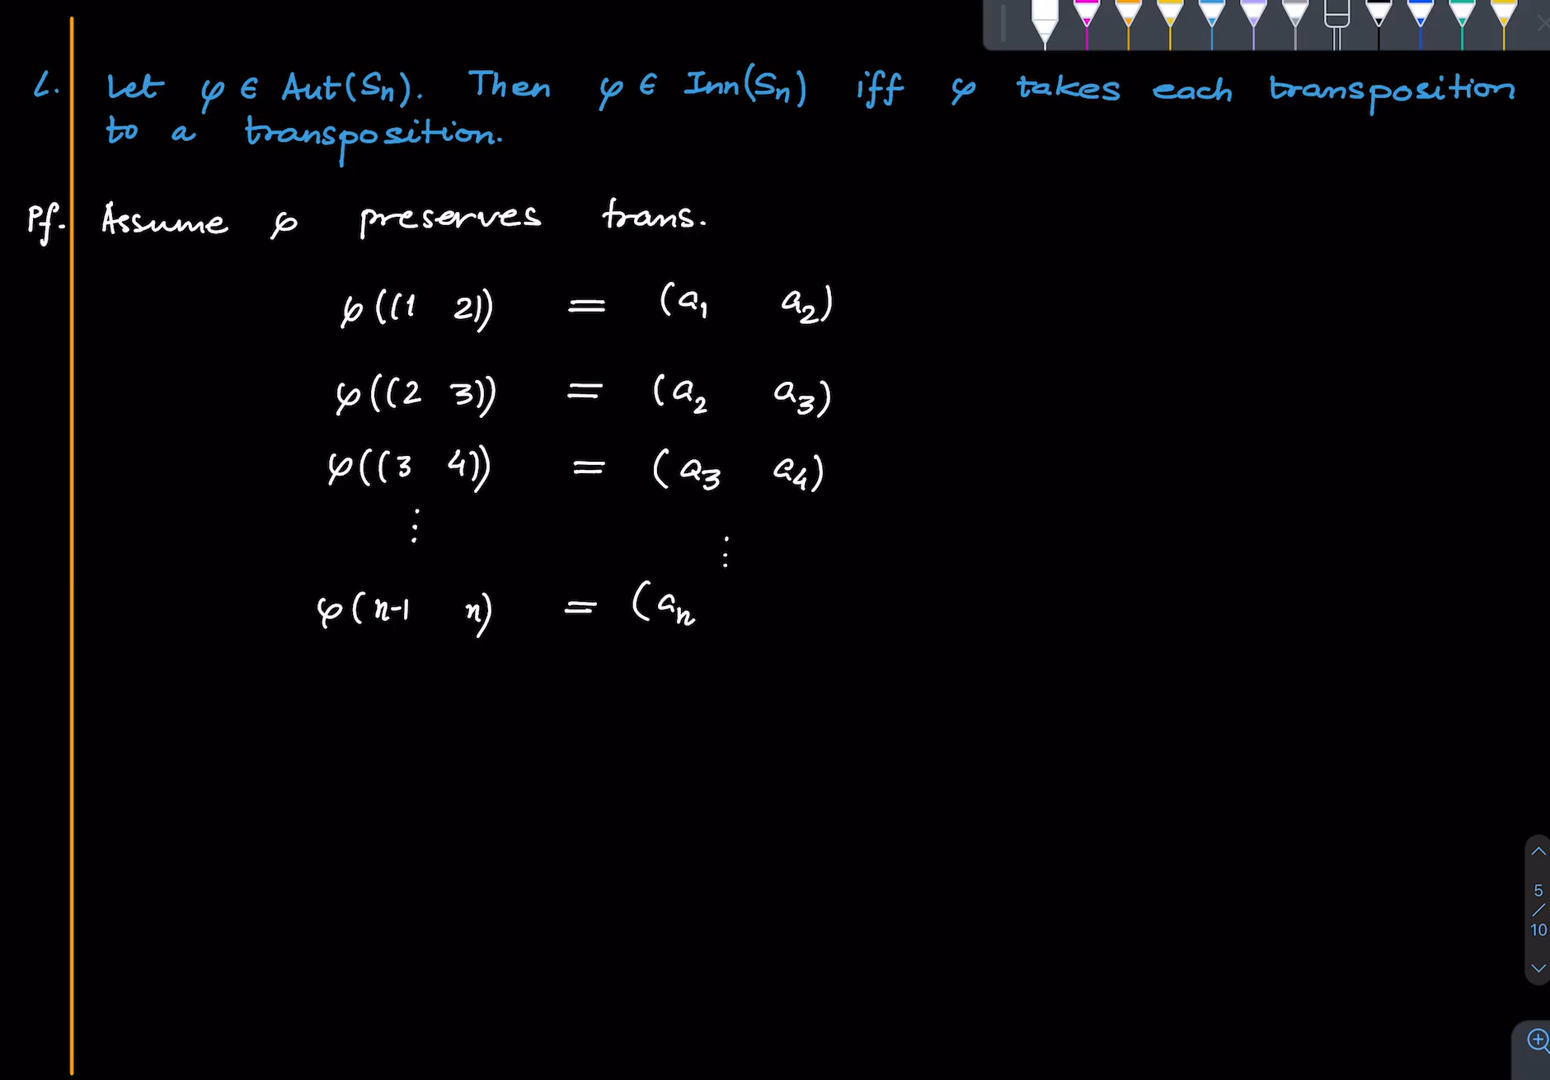 L. Let φ ∈ Aut(Sn). Then φ ∈ Inn(Sn) iff φ takes each transposition
to a transposition.
Pf. Assume φ preserves trans.
φ((1 2)) = (a₁ a₂)
φ((2 3)) = (a₂ a₃)
φ((3 4)) = (a₃ a₄)
⋮ ⋮
φ(n-1 n) = (aₙ
5
/
10